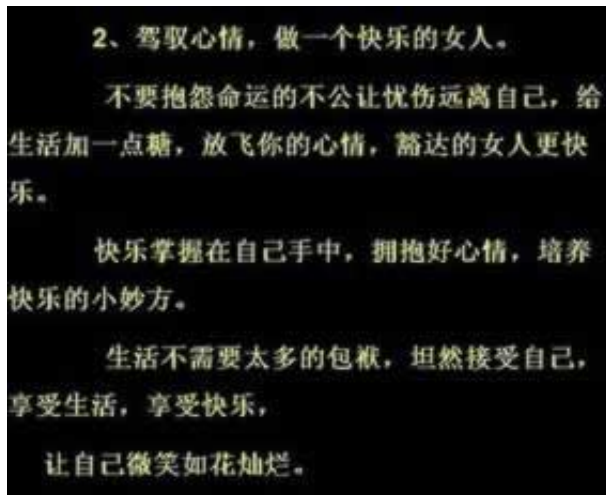 2、驾驭心情，做一个快乐的女人。
不要抱怨命运的不公让忧伤远离自己，给
生活加一点糖，放飞你的心情，豁达的女人更快
乐。
快乐掌握在自己手中，拥抱好心情，培养
快乐的小妙方。
生活不需要太多的包袱，坦然接受自己，
享受生活，享受快乐，
让自己微笑如花灿烂。